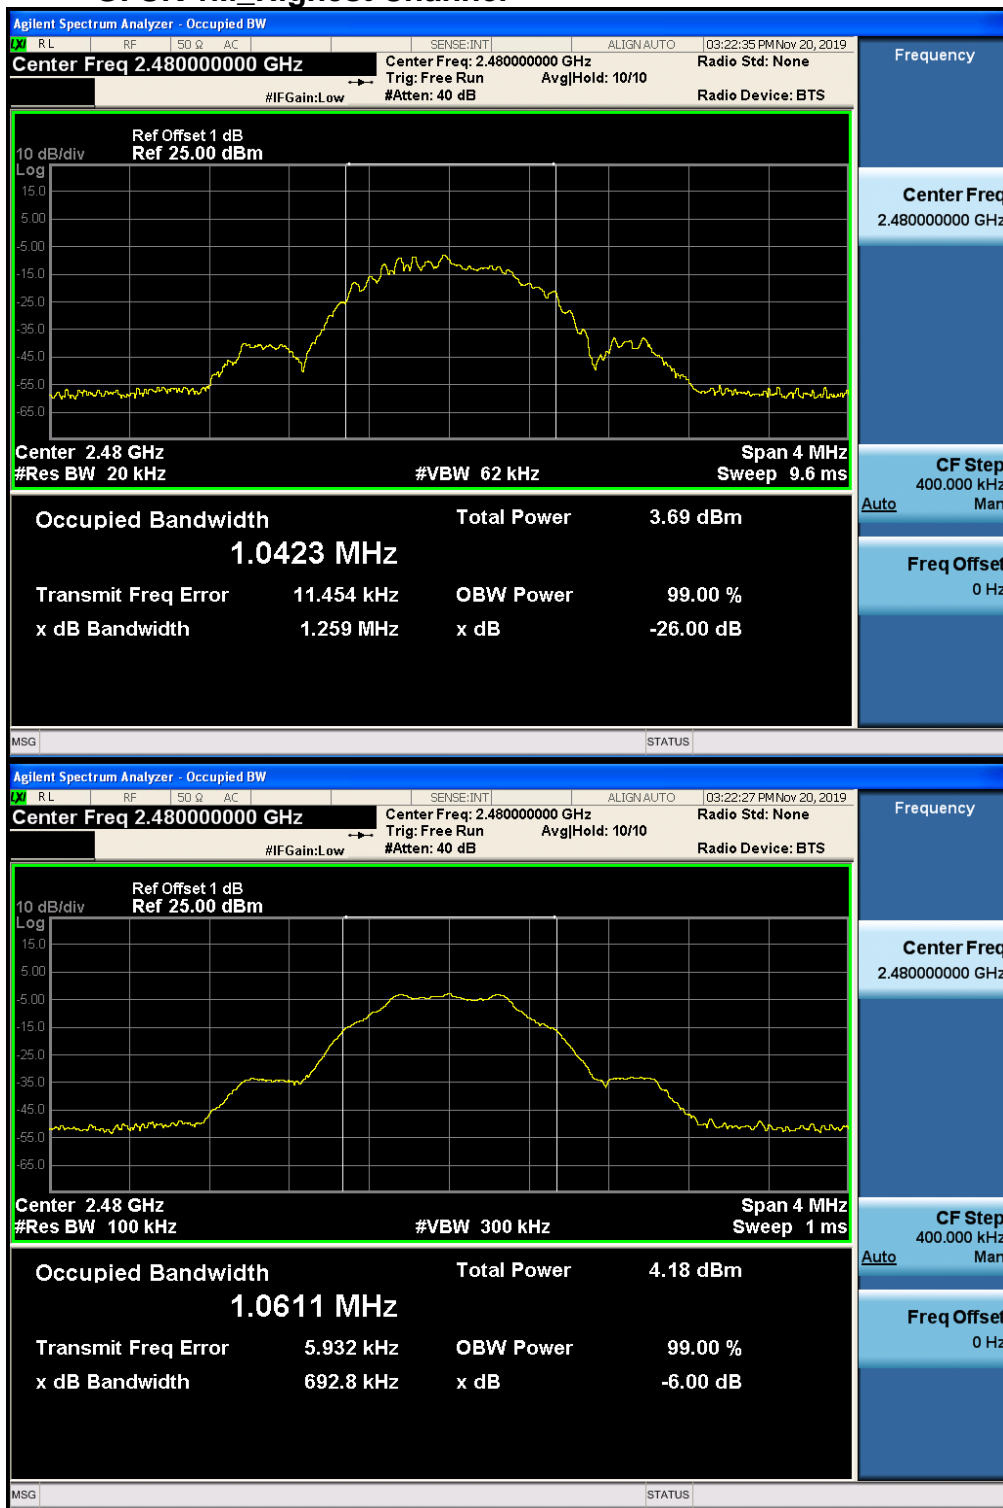 Agilent Spectrum Analyzer - Occupied BW
LXI RL RF 50 Ω AC SENSE:INT ALIGN AUTO 03:22:35 PM Nov 20, 2019
Center Freq 2.480000000 GHz
Center Freq: 2.480000000 GHz Radio Std: None
Trig: Free Run Avg|Hold: 10/10
#IFGain:Low #Atten: 40 dB Radio Device: BTS
Frequency
Ref Offset 1 dB
10 dB/div Ref 25.00 dBm
Log
15.0
5.00
-5.00
-15.0
-25.0
-35.0
-45.0
-55.0
-65.0
Center 2.48 GHz Span 4 MHz
#Res BW 20 kHz #VBW 62 kHz Sweep 9.6 ms
Center Freq
2.480000000 GHz
CF Step
400.000 kHz
Auto Man
Freq Offset
0 Hz
Occupied Bandwidth Total Power 3.69 dBm
1.0423 MHz
Transmit Freq Error 11.454 kHz OBW Power 99.00 %
x dB Bandwidth 1.259 MHz x dB -26.00 dB
MSG STATUS
Agilent Spectrum Analyzer - Occupied BW
LXI RL RF 50 Ω AC SENSE:INT ALIGN AUTO 03:22:27 PM Nov 20, 2019
Center Freq 2.480000000 GHz
Center Freq: 2.480000000 GHz Radio Std: None
Trig: Free Run Avg|Hold: 10/10
#IFGain:Low #Atten: 40 dB Radio Device: BTS
Frequency
Ref Offset 1 dB
10 dB/div Ref 25.00 dBm
Log
15.0
5.00
-5.00
-15.0
-25.0
-35.0
-45.0
-55.0
-65.0
Center 2.48 GHz Span 4 MHz
#Res BW 100 kHz #VBW 300 kHz Sweep 1 ms
Center Freq
2.480000000 GHz
CF Step
400.000 kHz
Auto Man
Freq Offset
0 Hz
Occupied Bandwidth Total Power 4.18 dBm
1.0611 MHz
Transmit Freq Error 5.932 kHz OBW Power 99.00 %
x dB Bandwidth 692.8 kHz x dB -6.00 dB
MSG STATUS